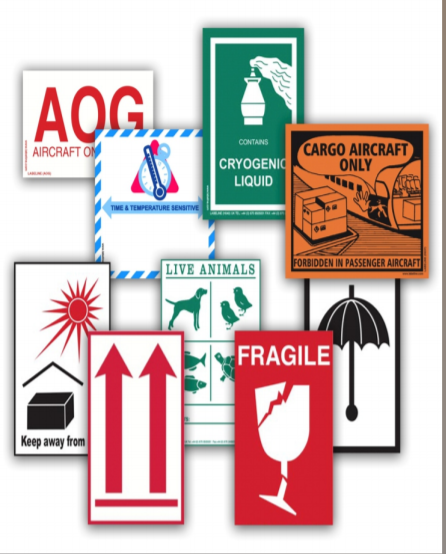 AOG
AIRCRAFT ON
TIME & TEMPERATURE SENSITIVE
CONTAINS
CRYOGENIC
LIQUID
CARGO AIRCRAFT
ONLY
FORBIDDEN IN PASSENGER AIRCRAFT
LIVE ANIMALS
Keep away from
FRAGILE